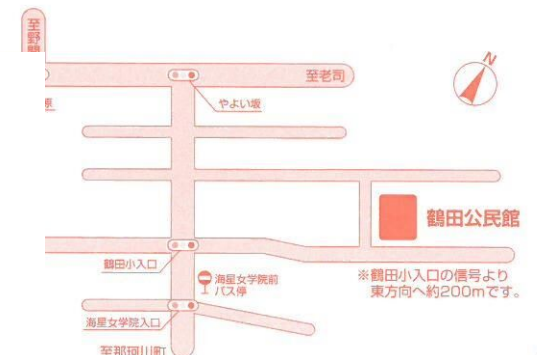 至野
N
至老司
やよい坂
鶴田公民館
鶴田小入口
海星女学院前
バス停
※鶴田小入口の信号より
東方向へ約200mです。
海星女学院入口
至那珂川町